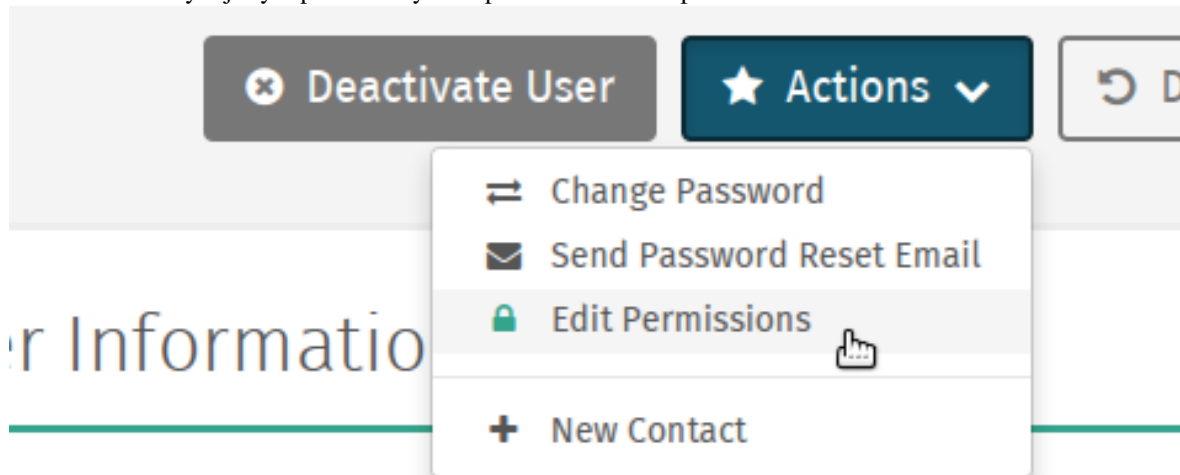 Deactivate User Actions
Change Password
Send Password Reset Email
Edit Permissions
r Informatio
New Contact